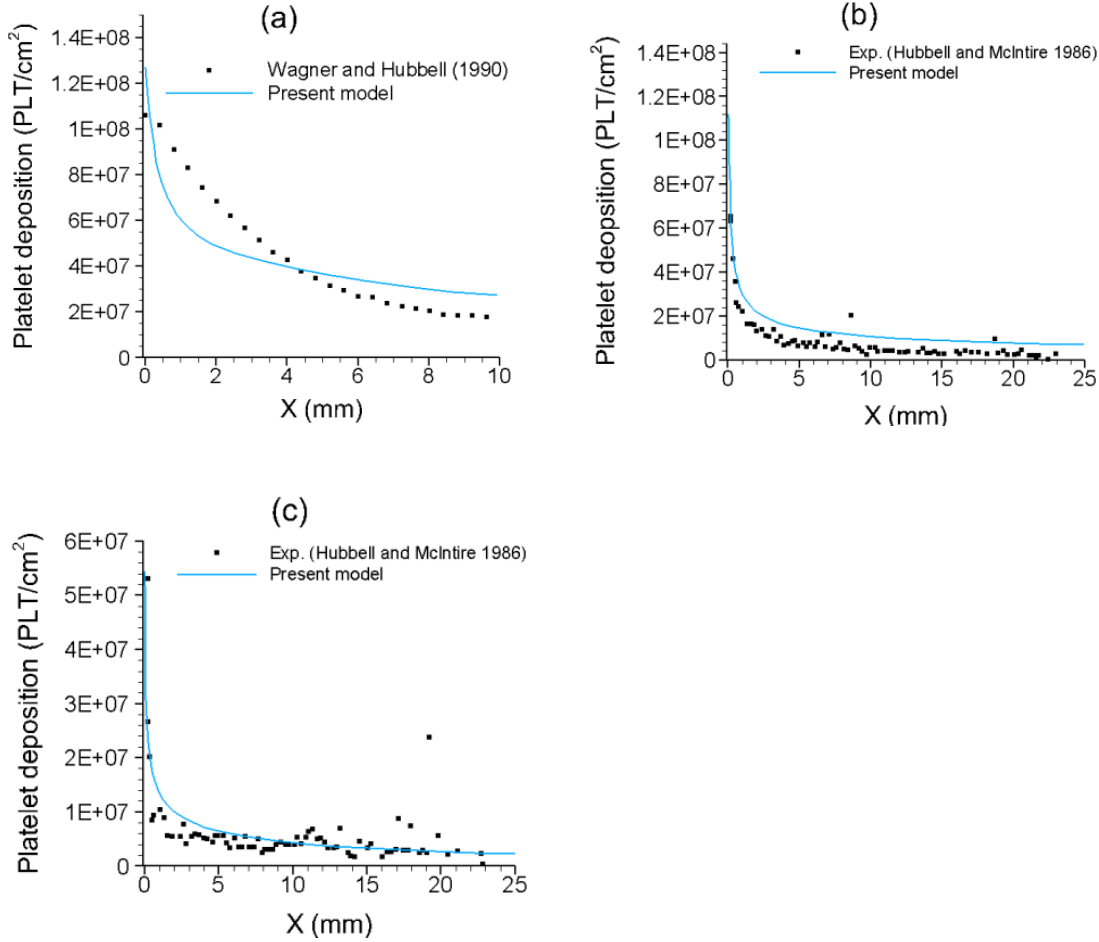 (a)
Platelet deposition (PLT/cm²)
1.4E+08
1.2E+08
1E+08
8E+07
6E+07
4E+07
2E+07
0
Wagner and Hubbell (1990)
Present model
0 2 4 6 8 10
X (mm)
(b)
Platelet deopsition (PLT/cm²)
1.4E+08
1.2E+08
1E+08
8E+07
6E+07
4E+07
2E+07
0
Exp. (Hubbell and McIntire 1986)
Present model
0 5 10 15 20 25
X (mm)
(c)
Platelet deposition (PLT/cm²)
6E+07
5E+07
4E+07
3E+07
2E+07
1E+07
0
Exp. (Hubbell and McIntire 1986)
Present model
0 5 10 15 20 25
X (mm)